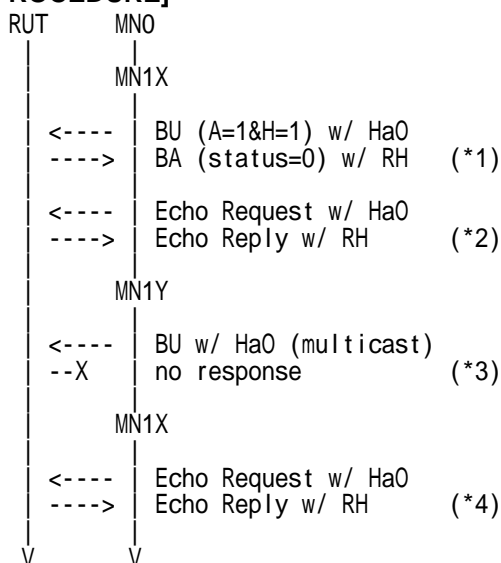 ROCEDURE]
RUT MN0
MN1X
<---- BU (A=1&H=1) w/ HaO
----> BA (status=0) w/ RH (*1)
<---- Echo Request w/ HaO
----> Echo Reply w/ RH (*2)
MN1Y
<---- BU w/ HaO (multicast)
--X no response (*3)
MN1X
<---- Echo Request w/ HaO
----> Echo Reply w/ RH (*4)
V V